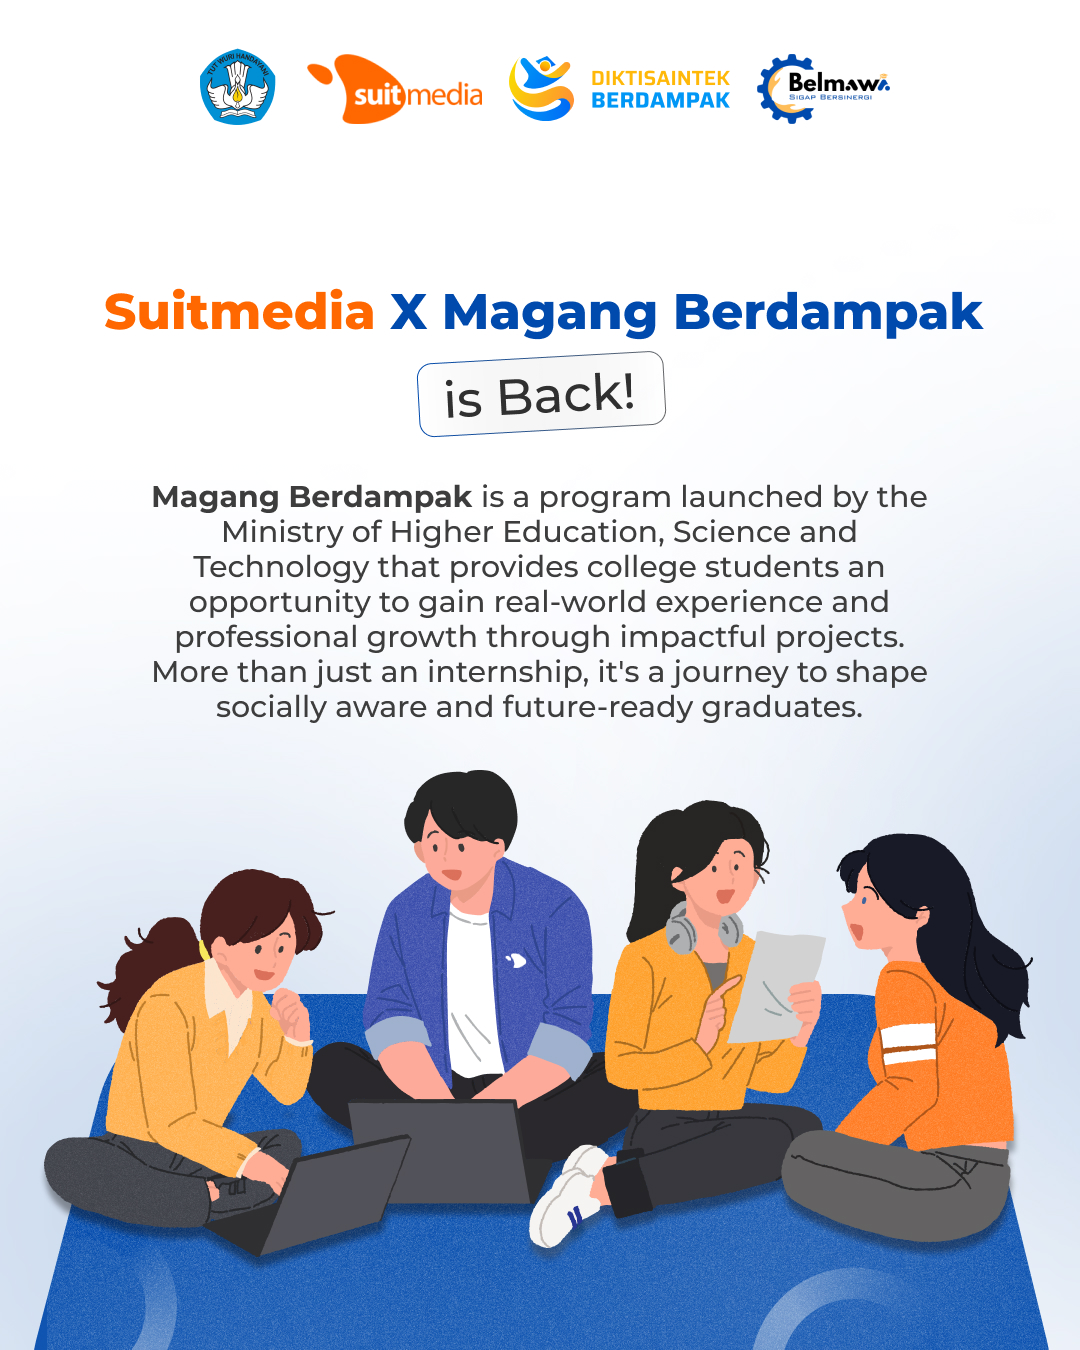 TUT WURI HANDAYANI
suitmedia
DIKTISAINTEK
BERDAMPAK
Belmawa
SIGAP BERSINERGI
Suitmedia X Magang Berdampak
is Back!
Magang Berdampak is a program launched by the
Ministry of Higher Education, Science and
Technology that provides college students an
opportunity to gain real-world experience and
professional growth through impactful projects.
More than just an internship, it's a journey to shape
socially aware and future-ready graduates.